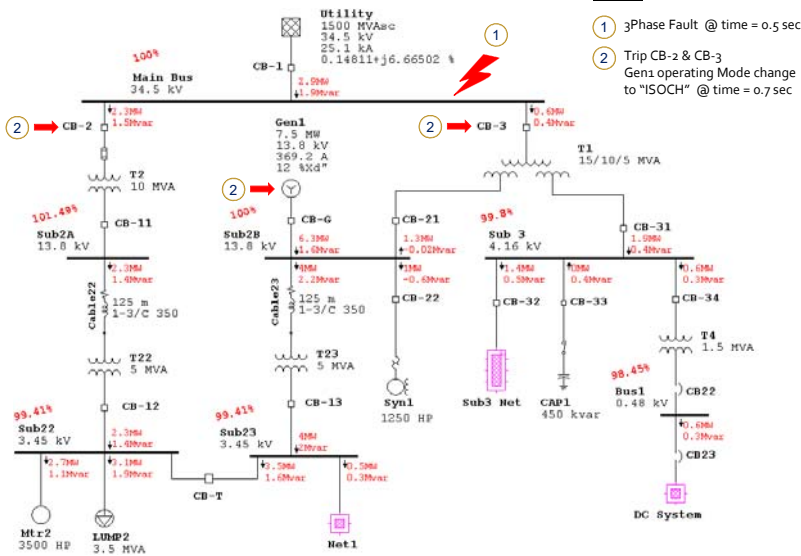 Utility
1500 MVAsc
34.5 kV
25.1 kA
0.14811+j6.66502 %
1
1
3Phase Fault @ time = 0.5 sec
2
Trip CB-2 & CB-3
Gen1 operating Mode change
to “ISOCH” @ time = 0.7 sec
100%
Main Bus
34.5 kV
CB-1
2.9MW
1.9Mvar
2.3MW
1.5Mvar
2
CB-2
Gen1
7.5 MW
13.8 kV
369.2 A
12 %Xd"
2
CB-3
0.6MW
0.4Mvar
T1
15/10/5 MVA
T2
10 MVA
2
101.49%
CB-11
Sub2A
13.8 kV
100%
CB-G
Sub2B
13.8 kV
6.3MW
1.6Mvar
CB-21
1.3MW
-0.02Mvar
99.8%
Sub 3
4.16 kV
CB-31
1.9MW
0.4Mvar
2.3MW
1.4Mvar
4MW
2.2Mvar
1MW
-0.6Mvar
1.4MW
0.5Mvar
0MW
0.4Mvar
0.6MW
0.3Mvar
Cable22
125 m
1-3/C 350
Cable23
125 m
1-3/C 350
CB-22
CB-32
CB-33
CB-34
T22
5 MVA
T23
5 MVA
T4
1.5 MVA
98.45%
Bus1
0.48 kV
CB22
Syn1
1250 HP
Sub3 Net
CAP1
450 kvar
99.41%
CB-12
Sub22
3.45 kV
99.41%
CB-13
Sub23
3.45 kV
0.6MW
0.3Mvar
CB23
2.3MW
1.4Mvar
4MW
2Mvar
2.7MW
1.1Mvar
3.1MW
1.9Mvar
CB-T
3.5MW
1.6Mvar
0.5MW
0.3Mvar
DC System
Mtr2
3500 HP
LUMP2
3.5 MVA
Net1